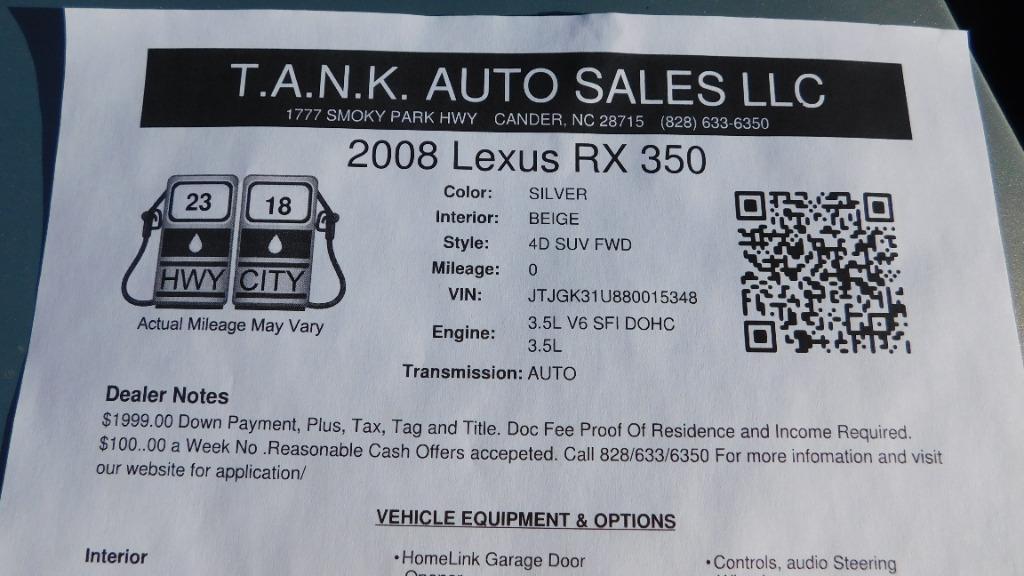 T.A.N.K. AUTO SALES LLC
1777 SMOKY PARK HWY CANDER, NC 28715 (828) 633-6350
2008 Lexus RX 350
23 18
HWY CITY
Actual Mileage May Vary
Color: SILVER
Interior: BEIGE
Style: 4D SUV FWD
Mileage: 0
VIN: JTJGK31U880015348
Engine: 3.5L V6 SFI DOHC
3.5L
Transmission: AUTO
Dealer Notes
$1999.00 Down Payment, Plus, Tax, Tag and Title. Doc Fee Proof Of Residence and Income Required.
$100..00 a Week No .Reasonable Cash Offers accepeted. Call 828/633/6350 For more infomation and visit
our website for application/
VEHICLE EQUIPMENT & OPTIONS
Interior
•HomeLink Garage Door
•Controls, audio Steering